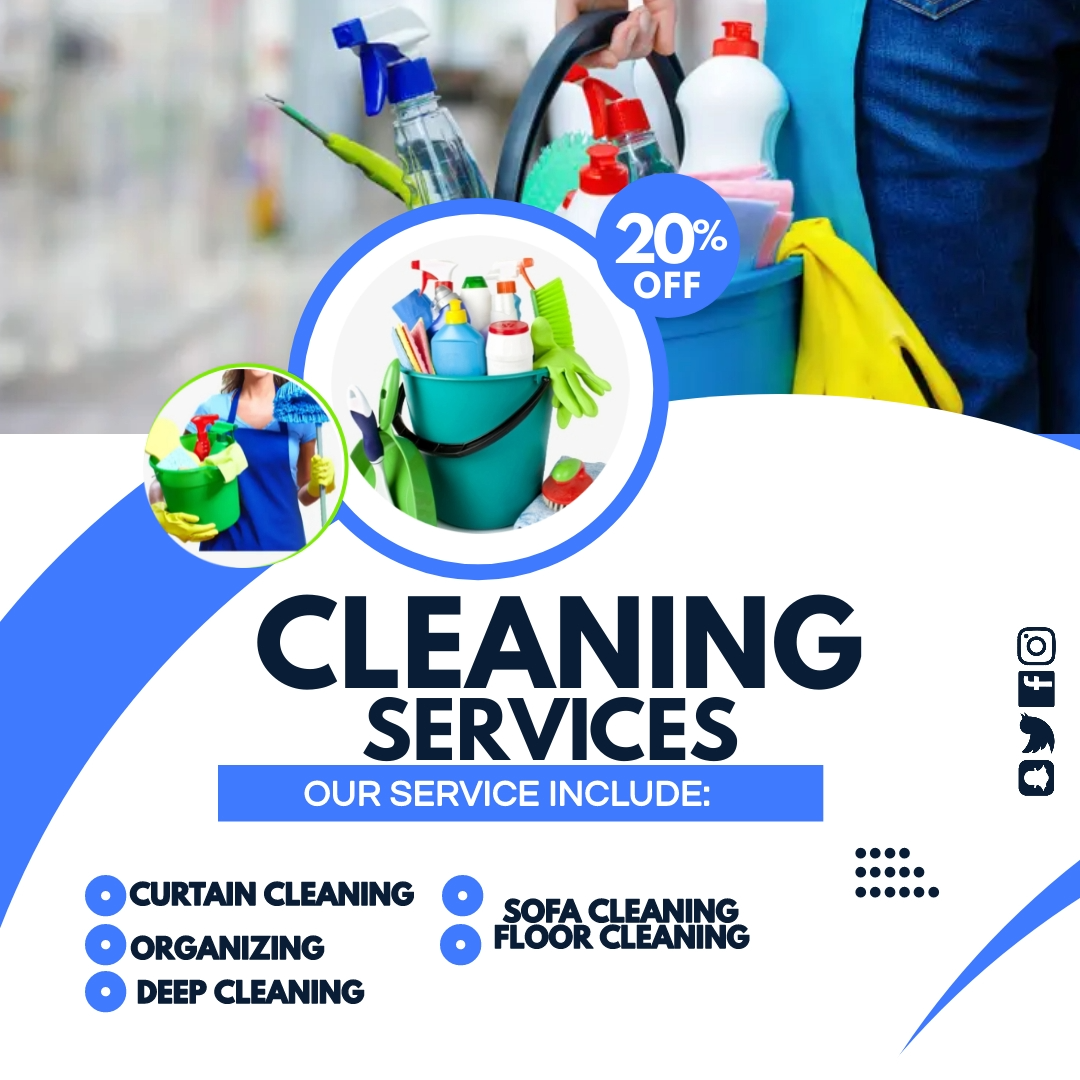 20%
OFF
CLEANING
SERVICES
OUR SERVICE INCLUDE:
CURTAIN CLEANING
ORGANIZING
DEEP CLEANING
SOFA CLEANING
FLOOR CLEANING